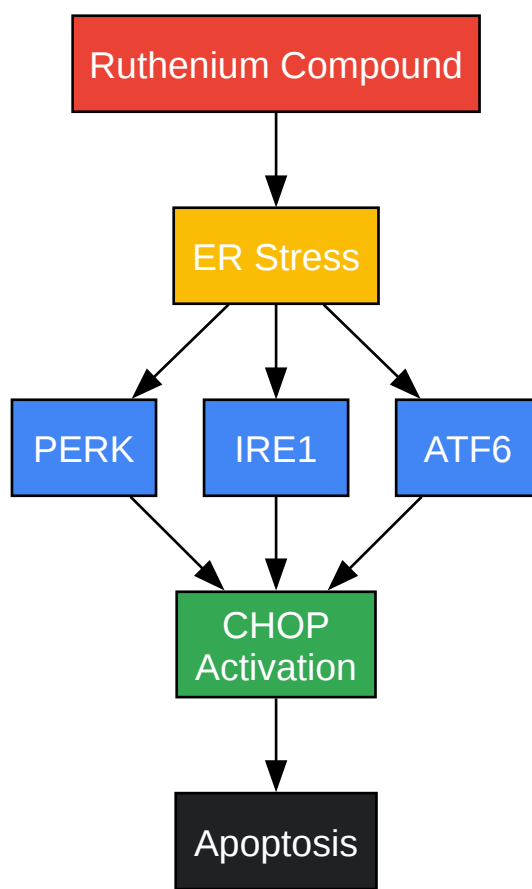 Ruthenium Compound
ER Stress
PERK
IRE1
ATF6
CHOP
Activation
Apoptosis